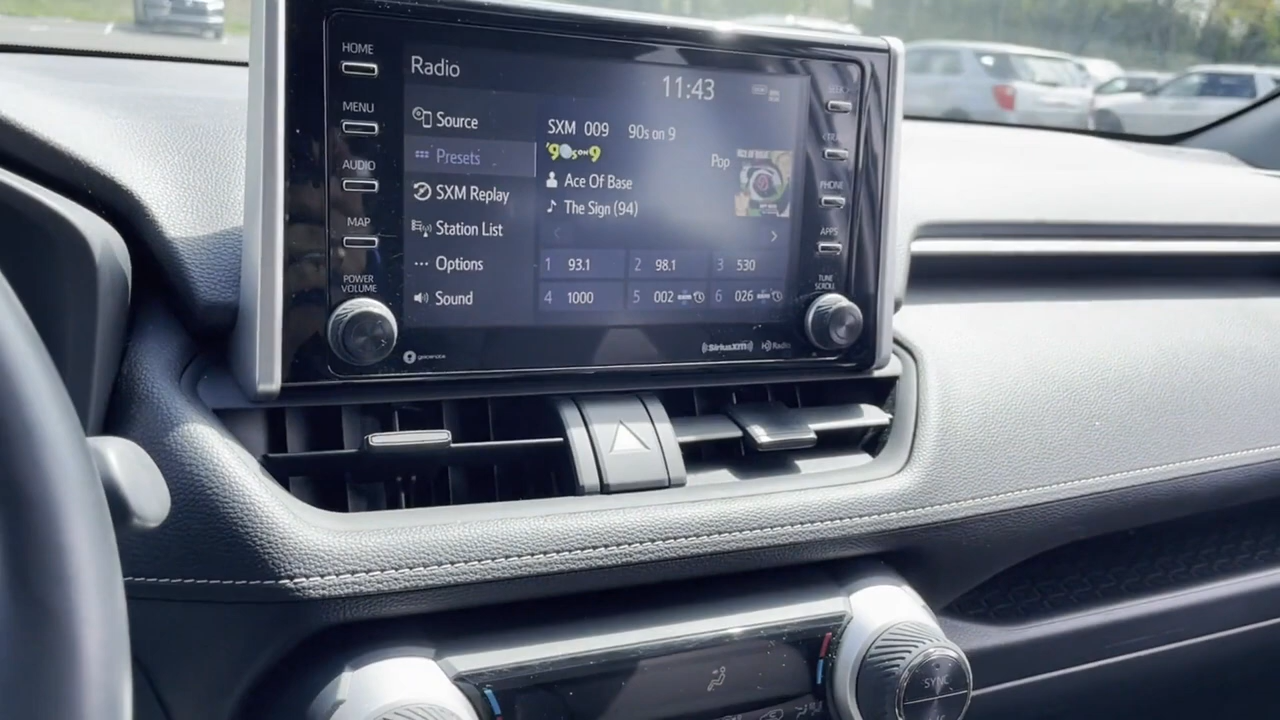 HOME
MENU
AUDIO
MAP
POWER
VOLUME
Radio
11:43
Source
Presets
SXM Replay
Station List
Options
Sound
SXM 009 90s on 9
'90s on 9
Pop
Ace Of Base
The Sign (94)
1 93.1 2 98.1 3 530
4 1000 5 002 6 026
PHONE
APPS
TUNE
SCROLL
((SiriusXM)) HD Radio
SYNC